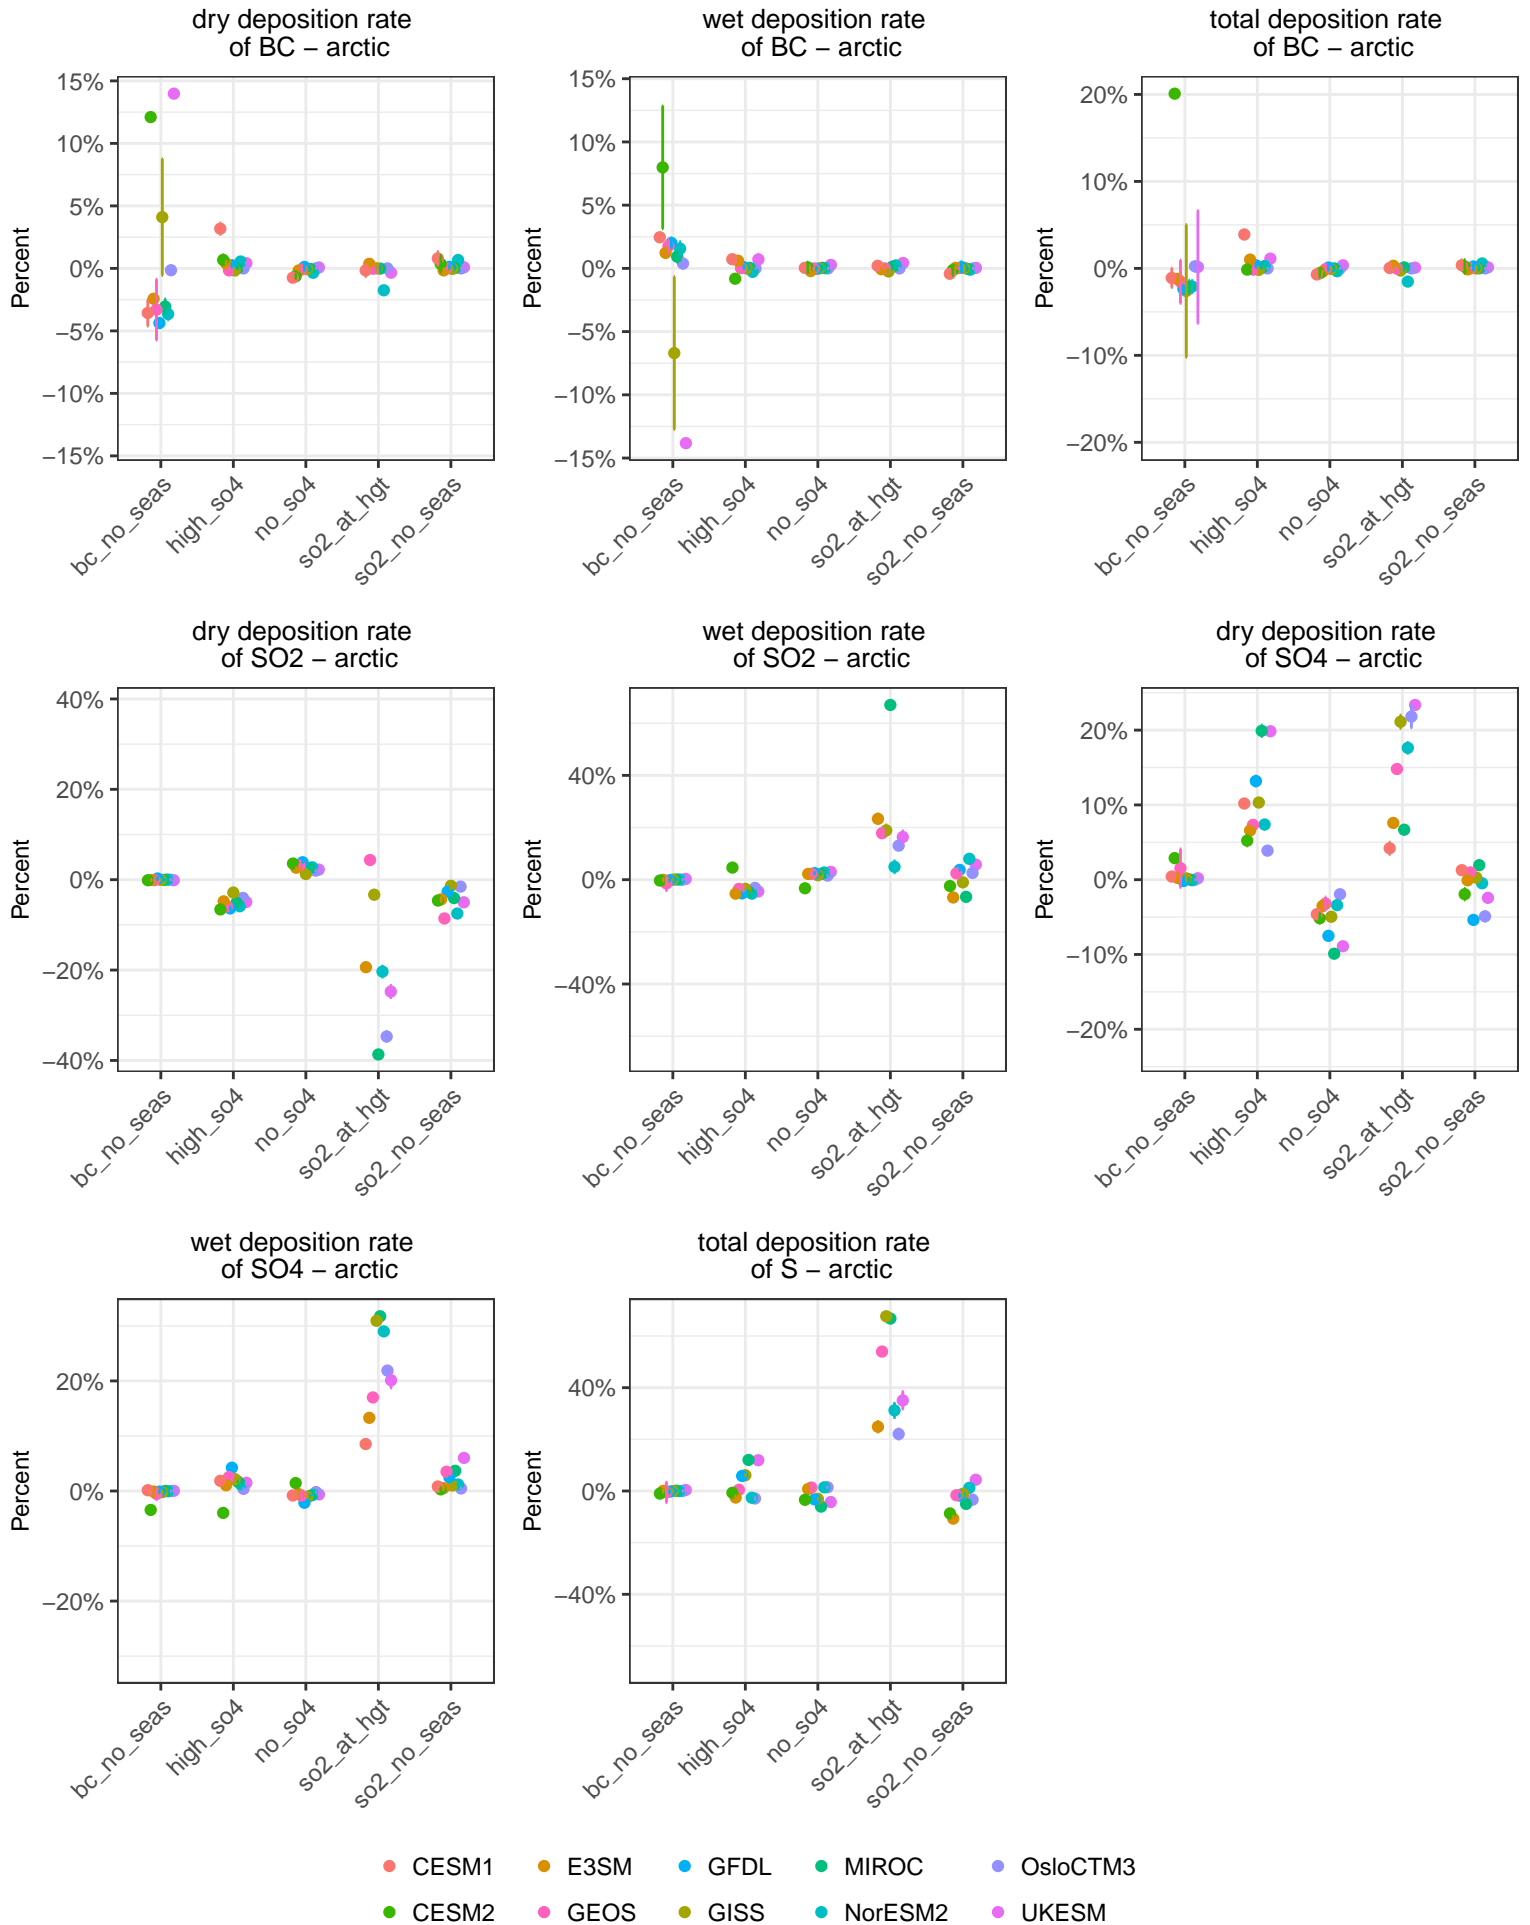 dry deposition rate
of BC − arctic
wet deposition rate
of BC − arctic
total deposition rate
of BC − arctic
Percent
15%
10%
5%
0%
−5%
−10%
−15%
bc_no_seas
high_so4
no_so4
so2_at_hgt
so2_no_seas
Percent
15%
10%
5%
0%
−5%
−10%
−15%
bc_no_seas
high_so4
no_so4
so2_at_hgt
so2_no_seas
Percent
20%
10%
0%
−10%
−20%
bc_no_seas
high_so4
no_so4
so2_at_hgt
so2_no_seas
dry deposition rate
of SO2 − arctic
wet deposition rate
of SO2 − arctic
dry deposition rate
of SO4 − arctic
Percent
40%
20%
0%
−20%
−40%
bc_no_seas
high_so4
no_so4
so2_at_hgt
so2_no_seas
Percent
40%
0%
−40%
bc_no_seas
high_so4
no_so4
so2_at_hgt
so2_no_seas
Percent
20%
10%
0%
−10%
−20%
bc_no_seas
high_so4
no_so4
so2_at_hgt
so2_no_seas
wet deposition rate
of SO4 − arctic
total deposition rate
of S − arctic
Percent
20%
0%
−20%
bc_no_seas
high_so4
no_so4
so2_at_hgt
so2_no_seas
Percent
40%
0%
−40%
bc_no_seas
high_so4
no_so4
so2_at_hgt
so2_no_seas
CESM1 E3SM GFDL MIROC OsloCTM3
CESM2 GEOS GISS NorESM2 UKESM